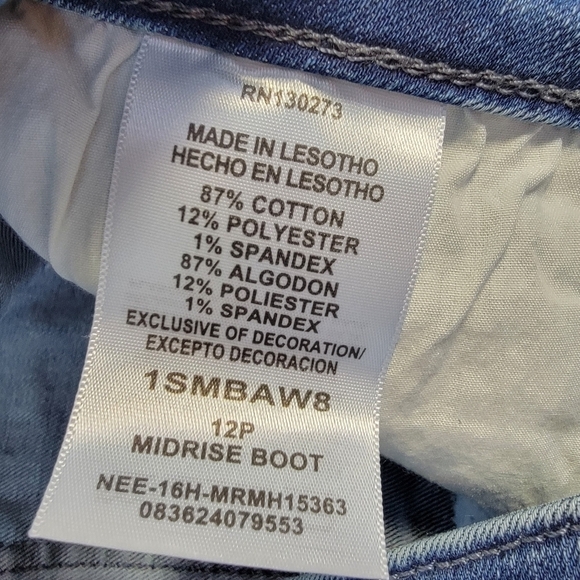 RN130273
MADE IN LESOTHO
HECHO EN LESOTHO
87% COTTON
12% POLYESTER
1% SPANDEX
87% ALGODON
12% POLIESTER
1% SPANDEX
EXCLUSIVE OF DECORATION/
EXCEPTO DECORACION
1SMBAW8
12P
MIDRISE BOOT
NEE-16H-MRMH15363
083624079553